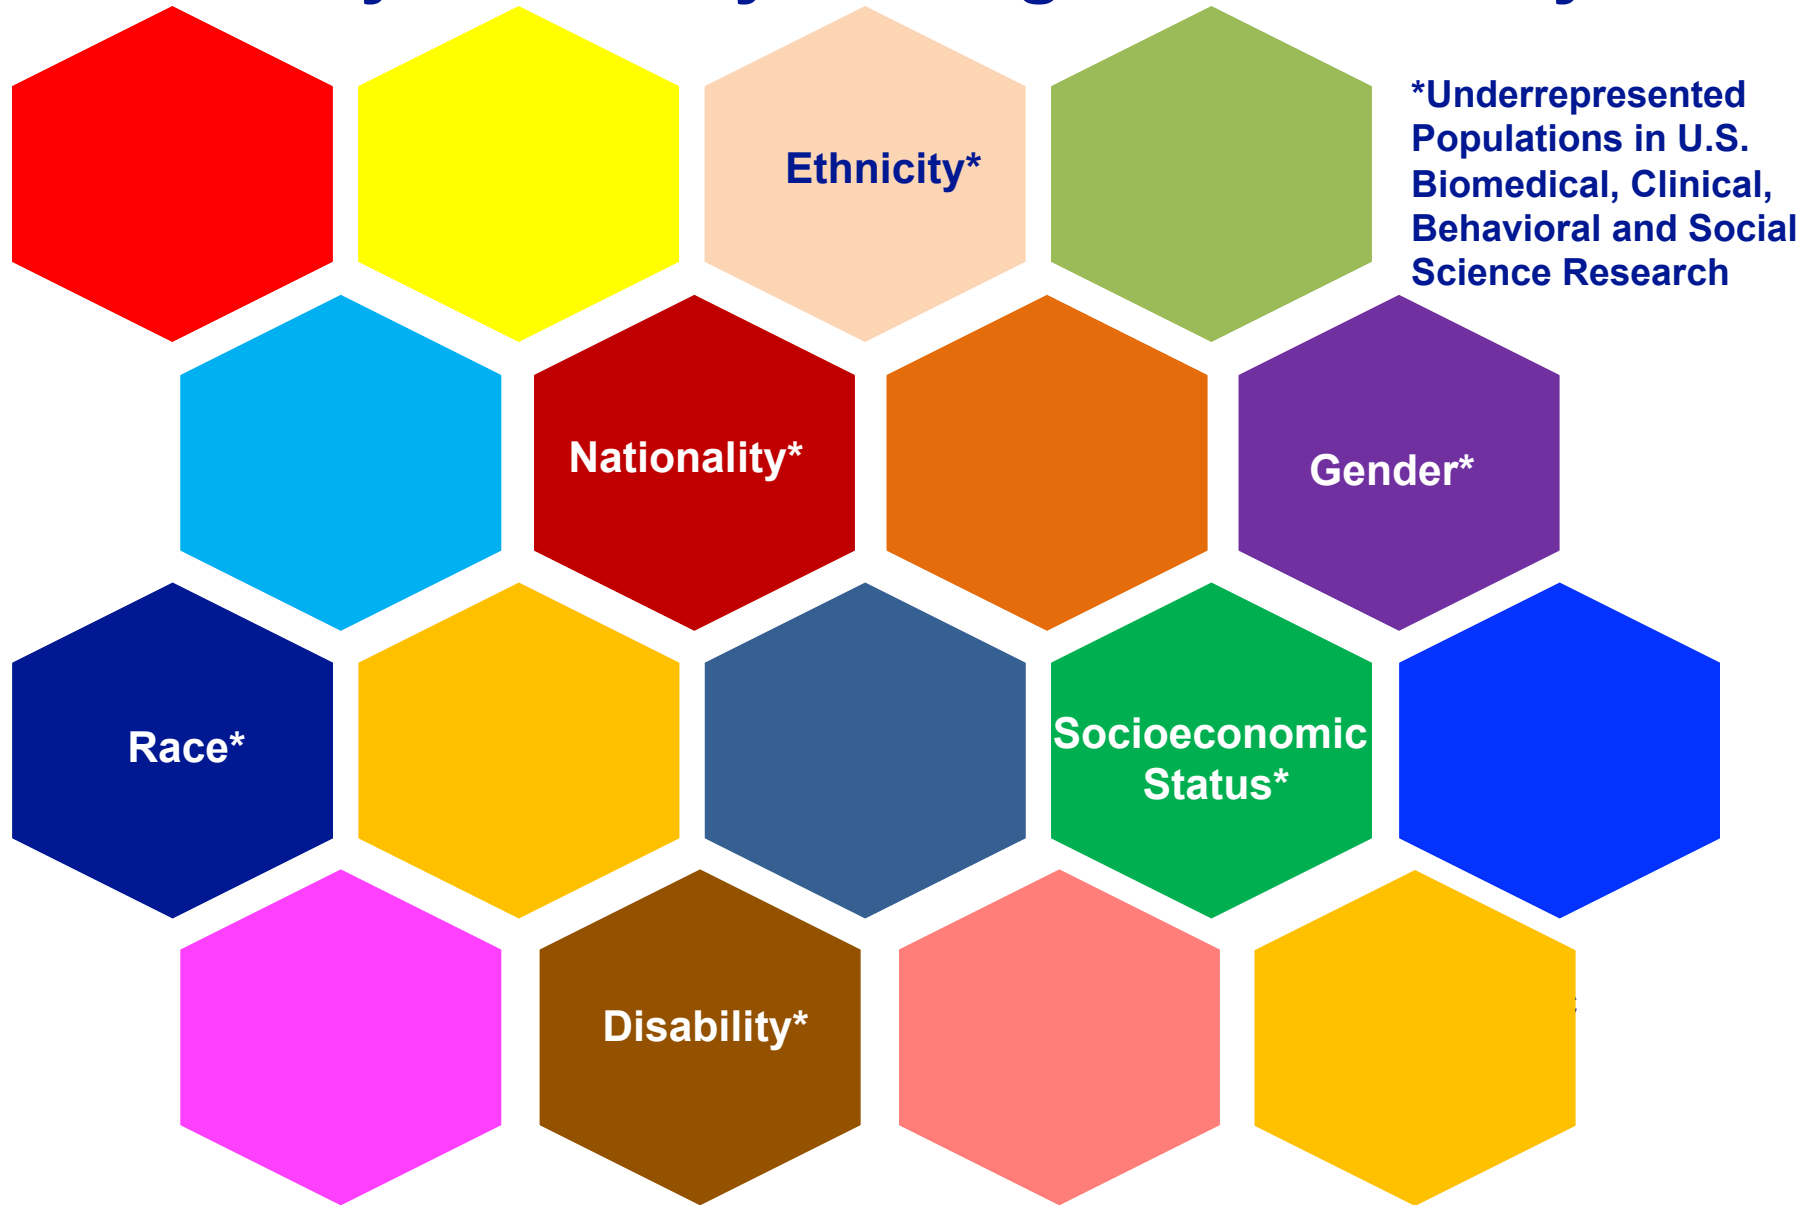 Ethnicity*
*Underrepresented
Populations in U.S.
Biomedical, Clinical,
Behavioral and Social
Science Research
Nationality*
Gender*
Race*
Socioeconomic
Status*
Disability*